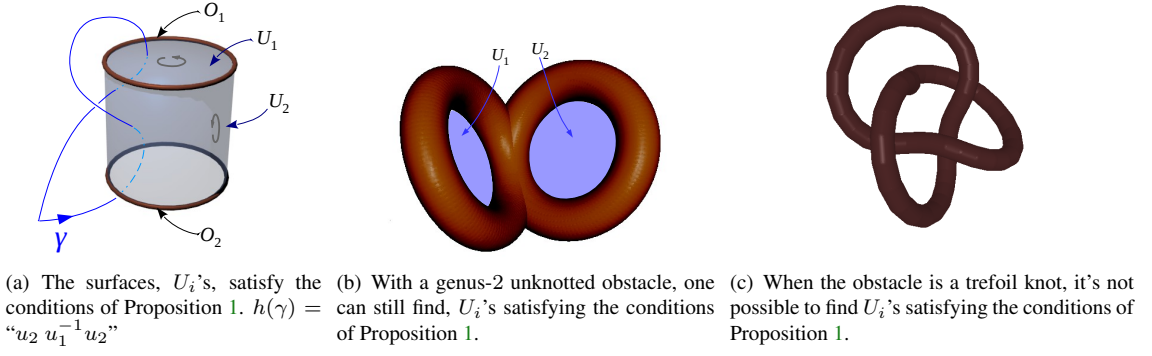 O1
U1
U2
O2
γ
U1
U2
(a) The surfaces, Ui's, satisfy the
conditions of Proposition 1. h(γ) =
“u2 u1^-1 u2”
(b) With a genus-2 unknotted obstacle, one
can still find, Ui's satisfying the conditions
of Proposition 1.
(c) When the obstacle is a trefoil knot, it's not
possible to find Ui's satisfying the conditions of
Proposition 1.